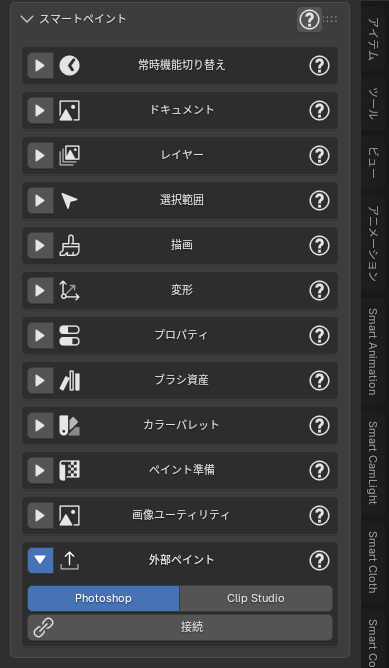 スマートペイント
常時機能切り替え
ドキュメント
レイヤー
選択範囲
描画
変形
プロパティ
ブラシ資産
カラーパレット
ペイント準備
画像ユーティリティ
外部ペイント
Photoshop
Clip Studio
接続
アイテム
ツール
ビュー
アニメーション
Smart Animation
Smart CamLight
Smart Cloth
Smart Co